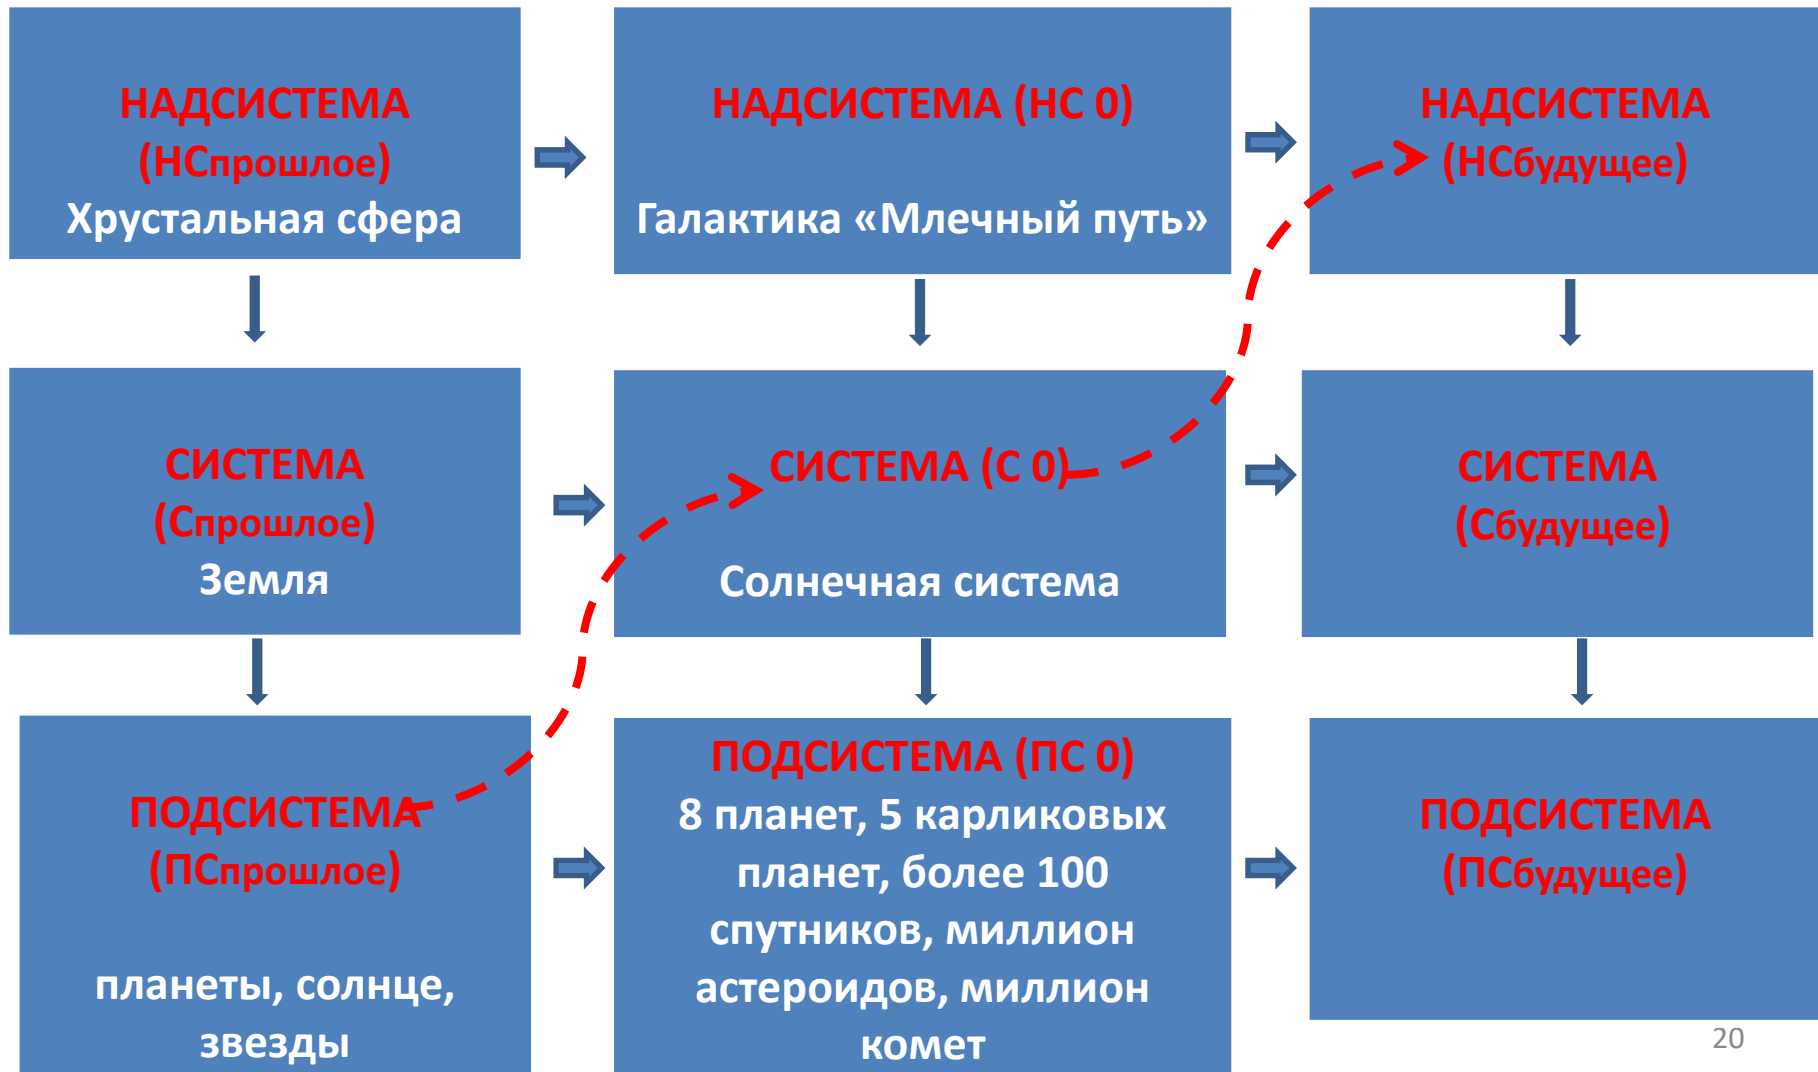 НАДСИСТЕМА
(НСпрошлое)
Хрустальная сфера
НАДСИСТЕМА (НС 0)
Галактика «Млечный путь»
НАДСИСТЕМА
(НСбудущее)
СИСТЕМА
(Спрошлое)
Земля
СИСТЕМА (С 0)
Солнечная система
СИСТЕМА
(Сбудущее)
ПОДСИСТЕМА
(ПСпрошлое)
планеты, солнце,
звезды
ПОДСИСТЕМА (ПС 0)
8 планет, 5 карликовых
планет, более 100
спутников, миллион
астероидов, миллион
комет
ПОДСИСТЕМА
(ПСбудущее)
20